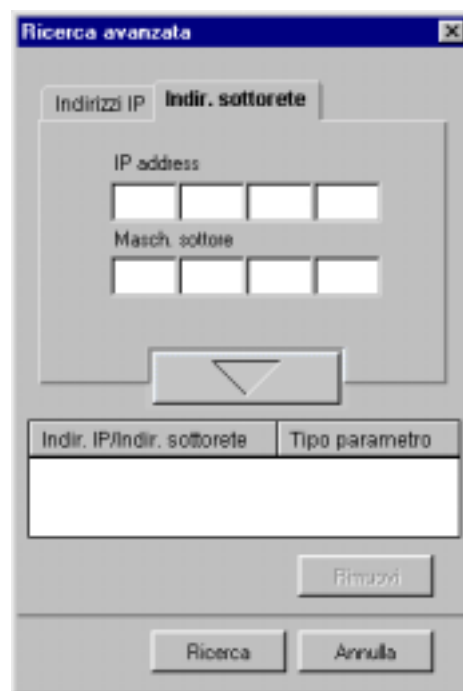 Ricerca avanzata
Indirizzi IP Indir. sottorete
IP address
Masch. sottore
Indir. IP/Indir. sottorete Tipo parametro
Rimuovi
Ricerca Annulla